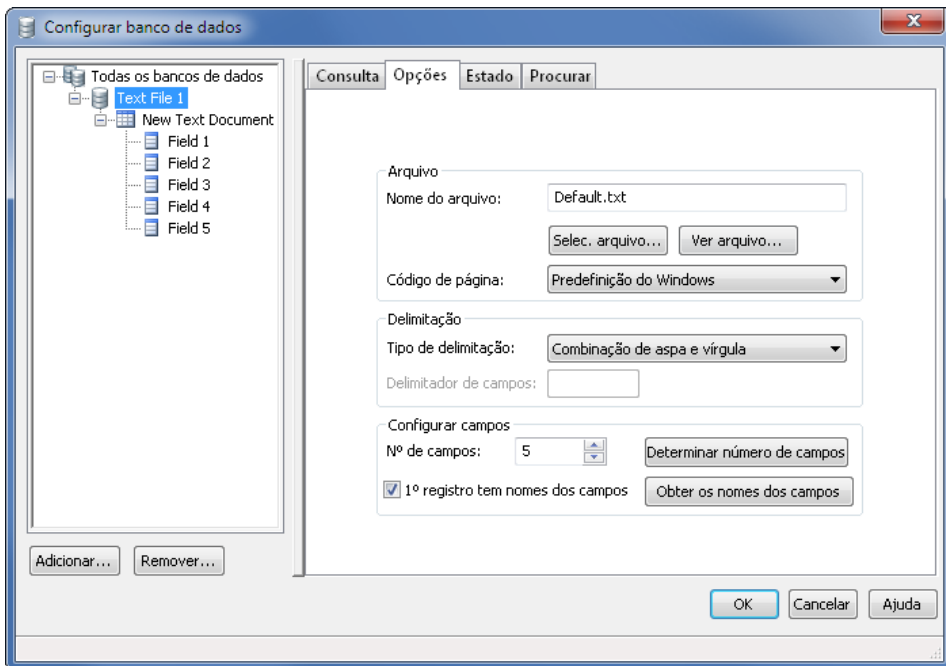 Configurar banco de dados
Todas os bancos de dados
Text File 1
New Text Document
Field 1
Field 2
Field 3
Field 4
Field 5
Adicionar... Remover...
Consulta Opções Estado Procurar
Arquivo
Nome do arquivo: Default.txt
Selec. arquivo... Ver arquivo...
Código de página: Predefinição do Windows
Delimitação
Tipo de delimitação: Combinação de aspa e vírgula
Delimitador de campos:
Configurar campos
Nº de campos: 5 Determinar número de campos
1º registro tem nomes dos campos Obter os nomes dos campos
OK Cancelar Ajuda